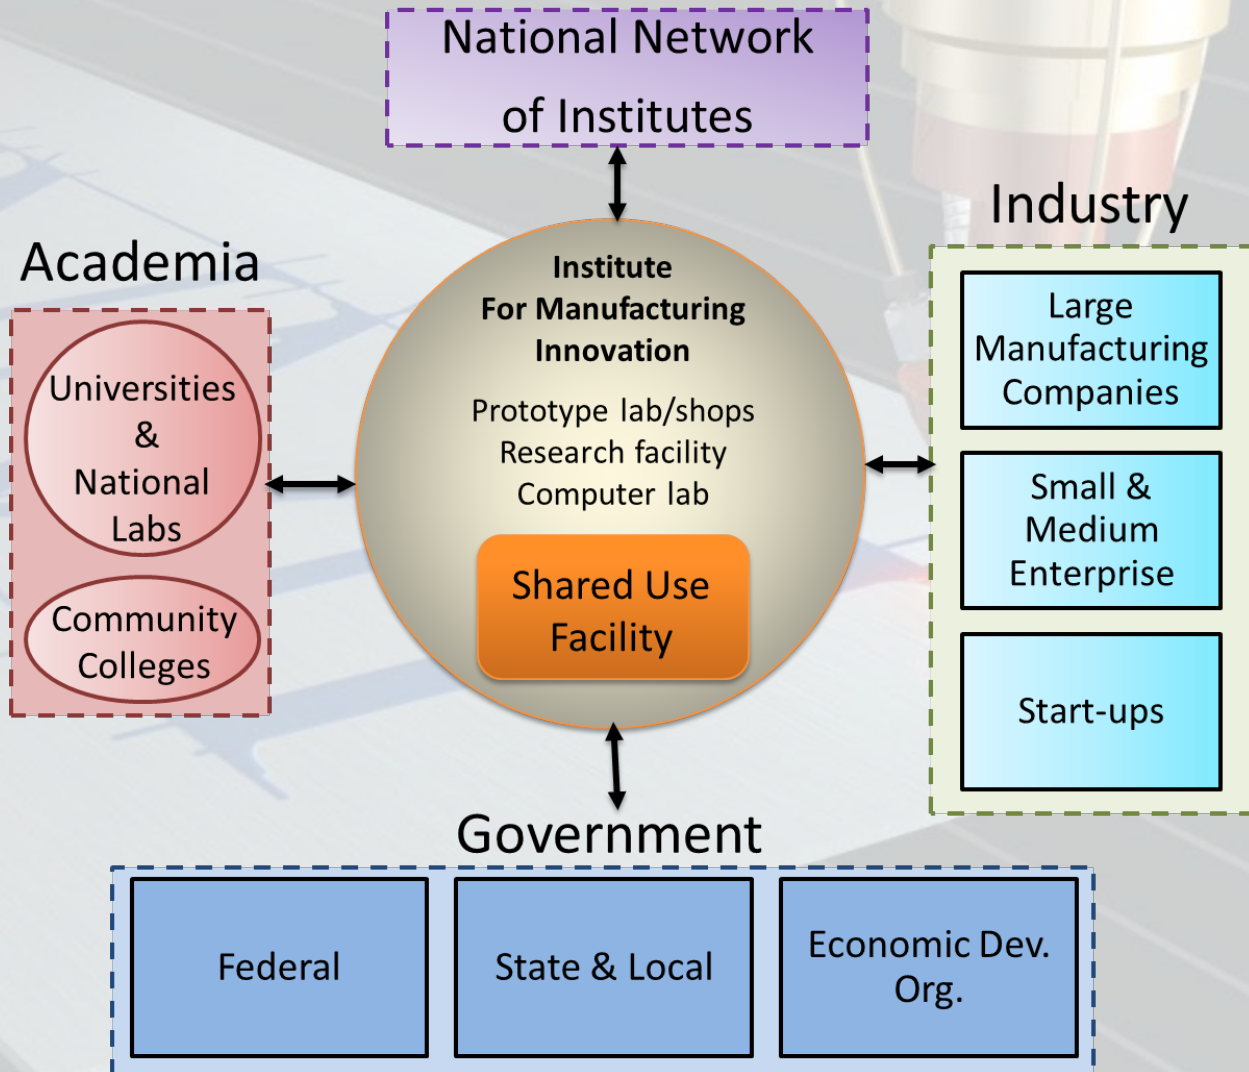 National Network
of Institutes
Academia
Universities
&
National
Labs
Community
Colleges
Institute
For Manufacturing
Innovation
Prototype lab/shops
Research facility
Computer lab
Shared Use
Facility
Industry
Large
Manufacturing
Companies
Small &
Medium
Enterprise
Start-ups
Government
Federal
State & Local
Economic Dev.
Org.